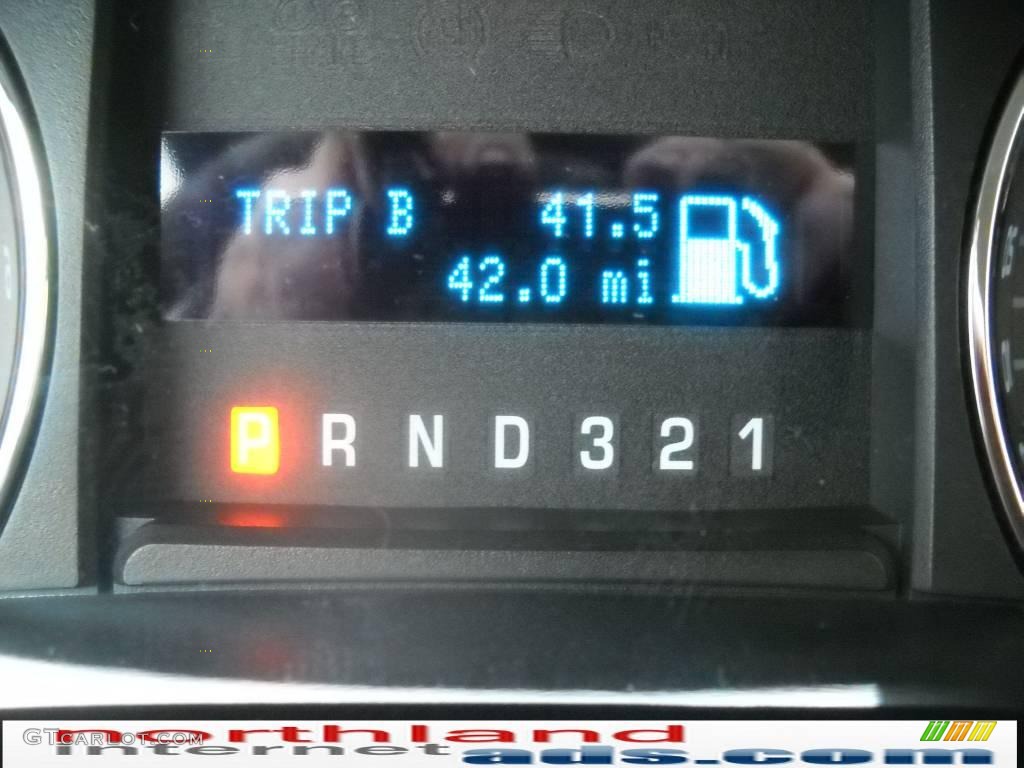 TRIP B 41.5
42.0 mi
P R N D 3 2 1
GTCARLOT.COM
northland
internet ads.com